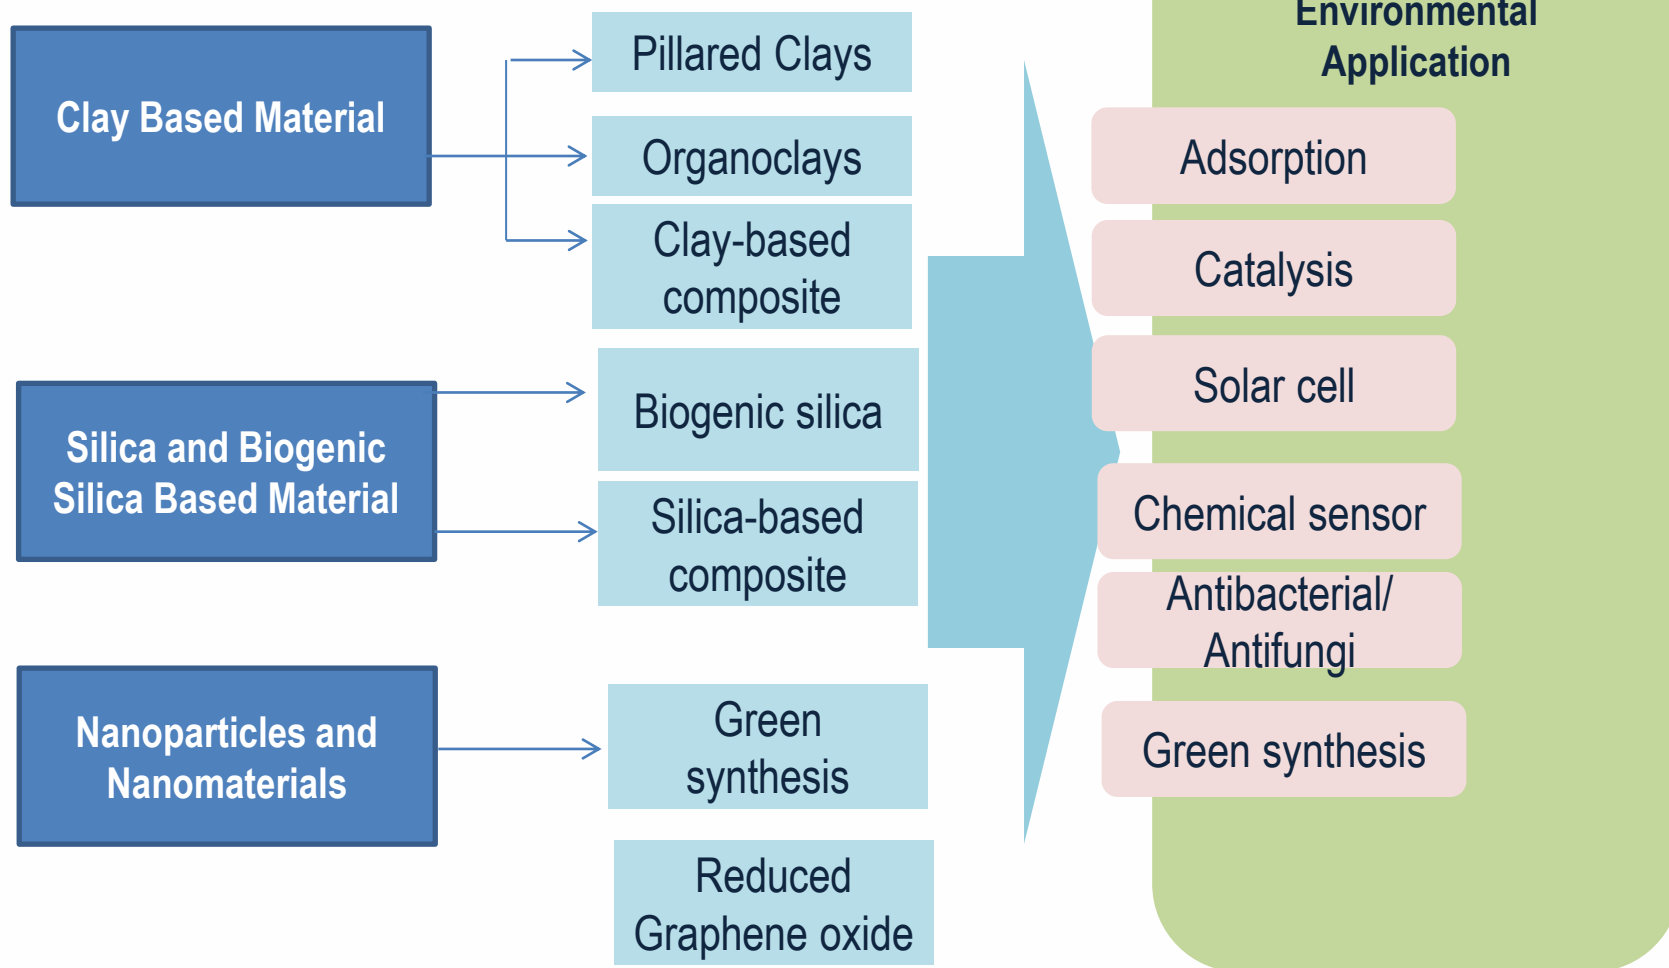 Clay Based Material
Pillared Clays
Organoclays
Clay-based
composite
Silica and Biogenic
Silica Based Material
Biogenic silica
Silica-based
composite
Nanoparticles and
Nanomaterials
Green
synthesis
Reduced
Graphene oxide
Environmental
Application
Adsorption
Catalysis
Solar cell
Chemical sensor
Antibacterial/
Antifungi
Green synthesis